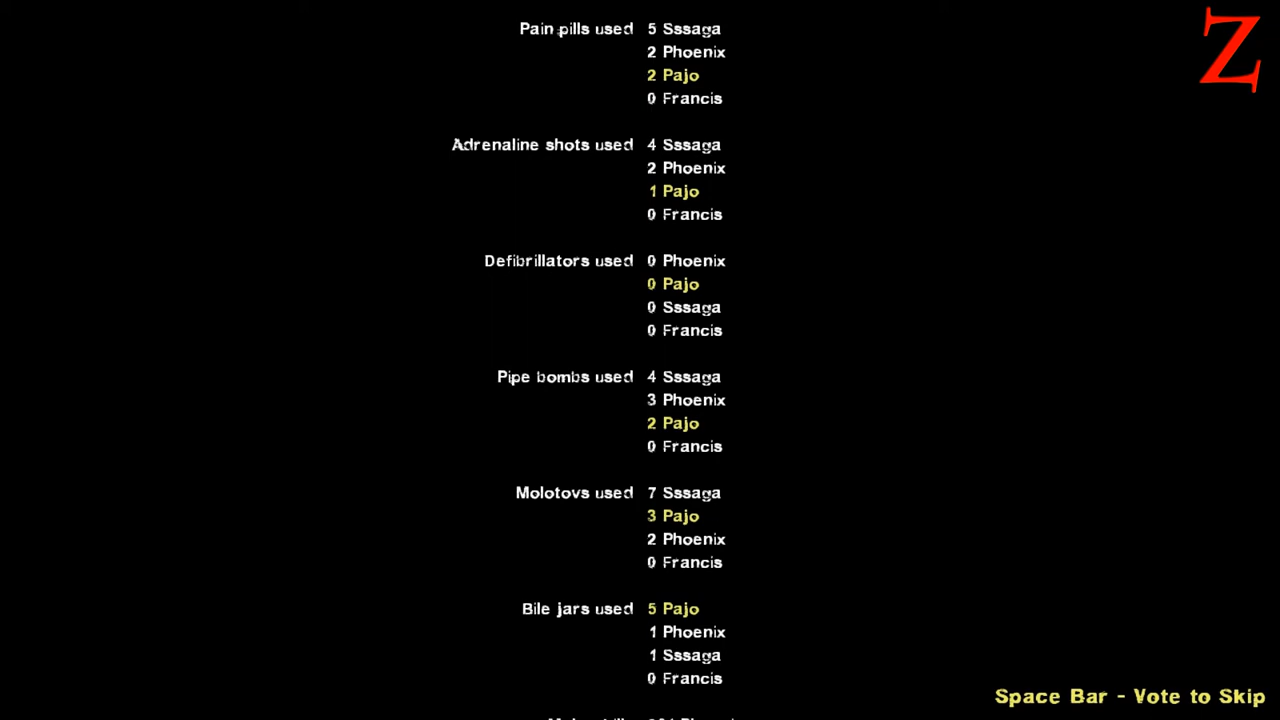 Z
Pain pills used 5 Sssaga
2 Phoenix
2 Pajo
0 Francis
Adrenaline shots used 4 Sssaga
2 Phoenix
1 Pajo
0 Francis
Defibrillators used 0 Phoenix
0 Pajo
0 Sssaga
0 Francis
Pipe bombs used 4 Sssaga
3 Phoenix
2 Pajo
0 Francis
Molotovs used 7 Sssaga
3 Pajo
2 Phoenix
0 Francis
Bile jars used 5 Pajo
1 Phoenix
1 Sssaga
0 Francis
Space Bar - Vote to Skip